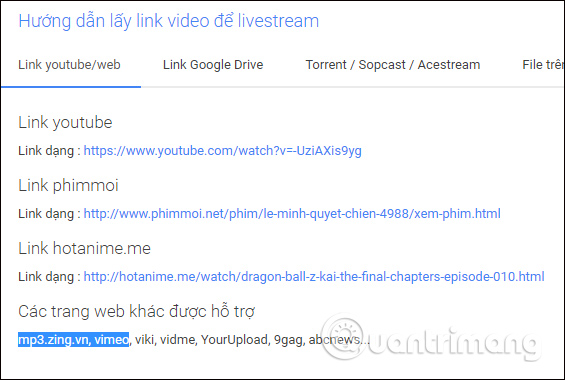 Hướng dẫn lấy link video để livestream
Link youtube/web Link Google Drive Torrent / Sopcast / Acestream File trên
Link youtube
Link dạng : https://www.youtube.com/watch?v=-UziAXis9yg
Link phimmoi
Link dạng : http://www.phimmoi.net/phim/le-minh-quyet-chien-4988/xem-phim.html
Link hotanime.me
Link dạng : http://hotanime.me/watch/dragon-ball-z-kai-the-final-chapters-episode-010.html
Các trang web khác được hỗ trợ
mp3.zing.vn, vimeo, viki, vidme, YourUpload, 9gag, abcnews...
Quantrimang